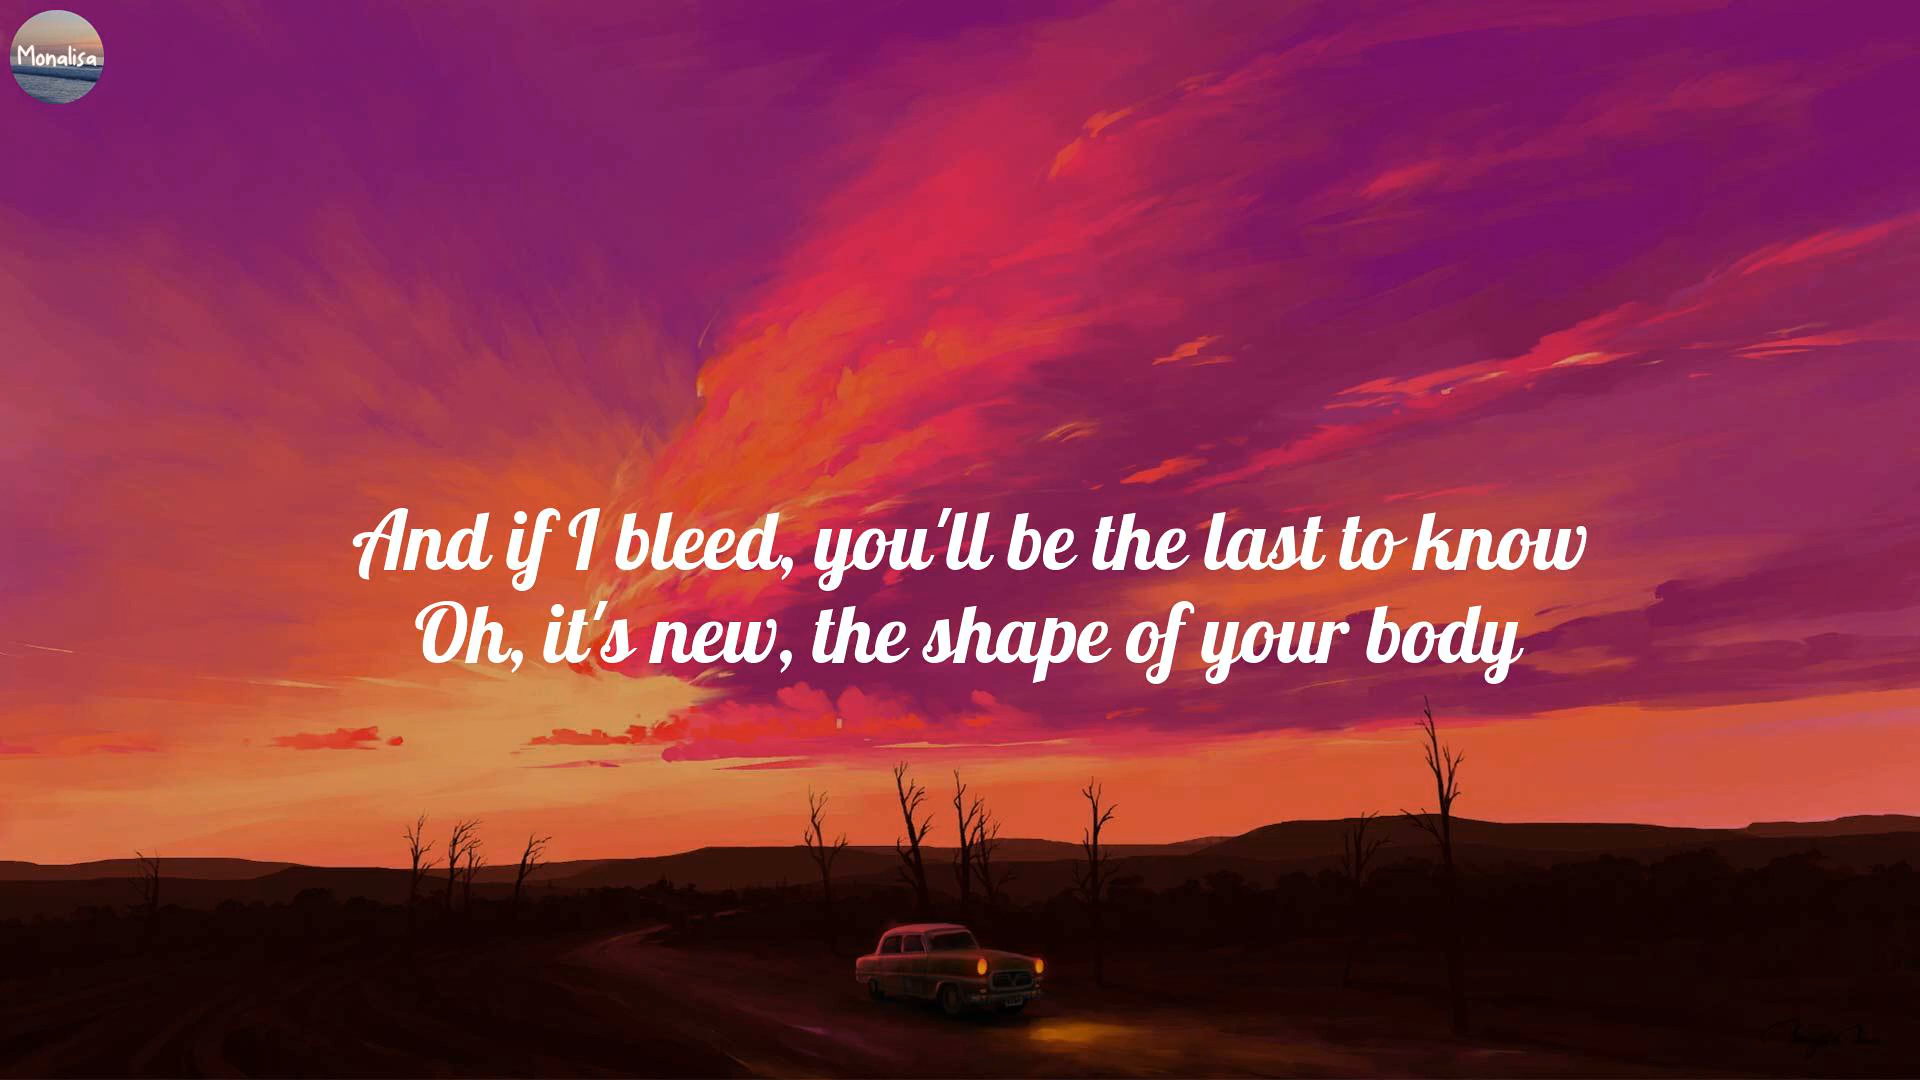 Monalisa
And if I bleed, you'll be the last to know
Oh, it's new, the shape of your body